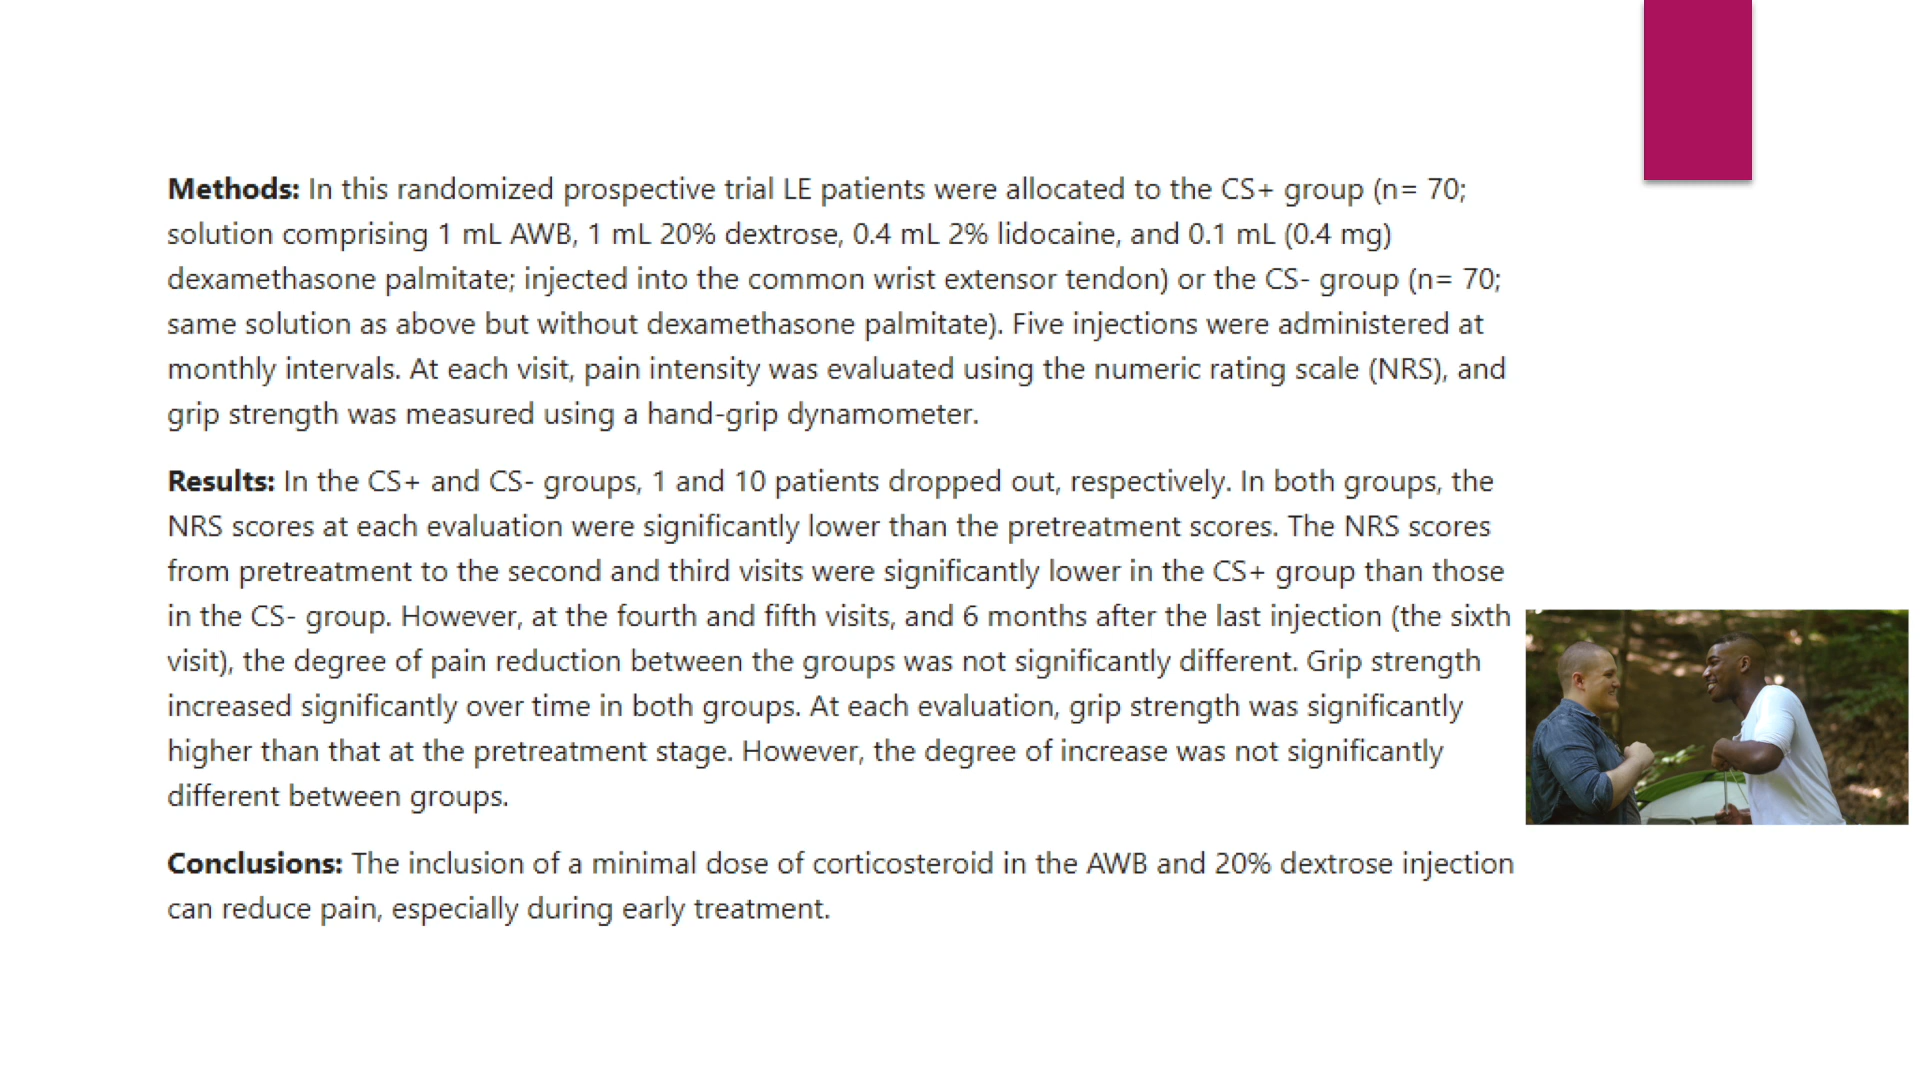 Methods: In this randomized prospective trial LE patients were allocated to the CS+ group (n= 70;
solution comprising 1 mL AWB, 1 mL 20% dextrose, 0.4 mL 2% lidocaine, and 0.1 mL (0.4 mg)
dexamethasone palmitate; injected into the common wrist extensor tendon) or the CS- group (n= 70;
same solution as above but without dexamethasone palmitate). Five injections were administered at
monthly intervals. At each visit, pain intensity was evaluated using the numeric rating scale (NRS), and
grip strength was measured using a hand-grip dynamometer.
Results: In the CS+ and CS- groups, 1 and 10 patients dropped out, respectively. In both groups, the
NRS scores at each evaluation were significantly lower than the pretreatment scores. The NRS scores
from pretreatment to the second and third visits were significantly lower in the CS+ group than those
in the CS- group. However, at the fourth and fifth visits, and 6 months after the last injection (the sixth
visit), the degree of pain reduction between the groups was not significantly different. Grip strength
increased significantly over time in both groups. At each evaluation, grip strength was significantly
higher than that at the pretreatment stage. However, the degree of increase was not significantly
different between groups.
Conclusions: The inclusion of a minimal dose of corticosteroid in the AWB and 20% dextrose injection
can reduce pain, especially during early treatment.